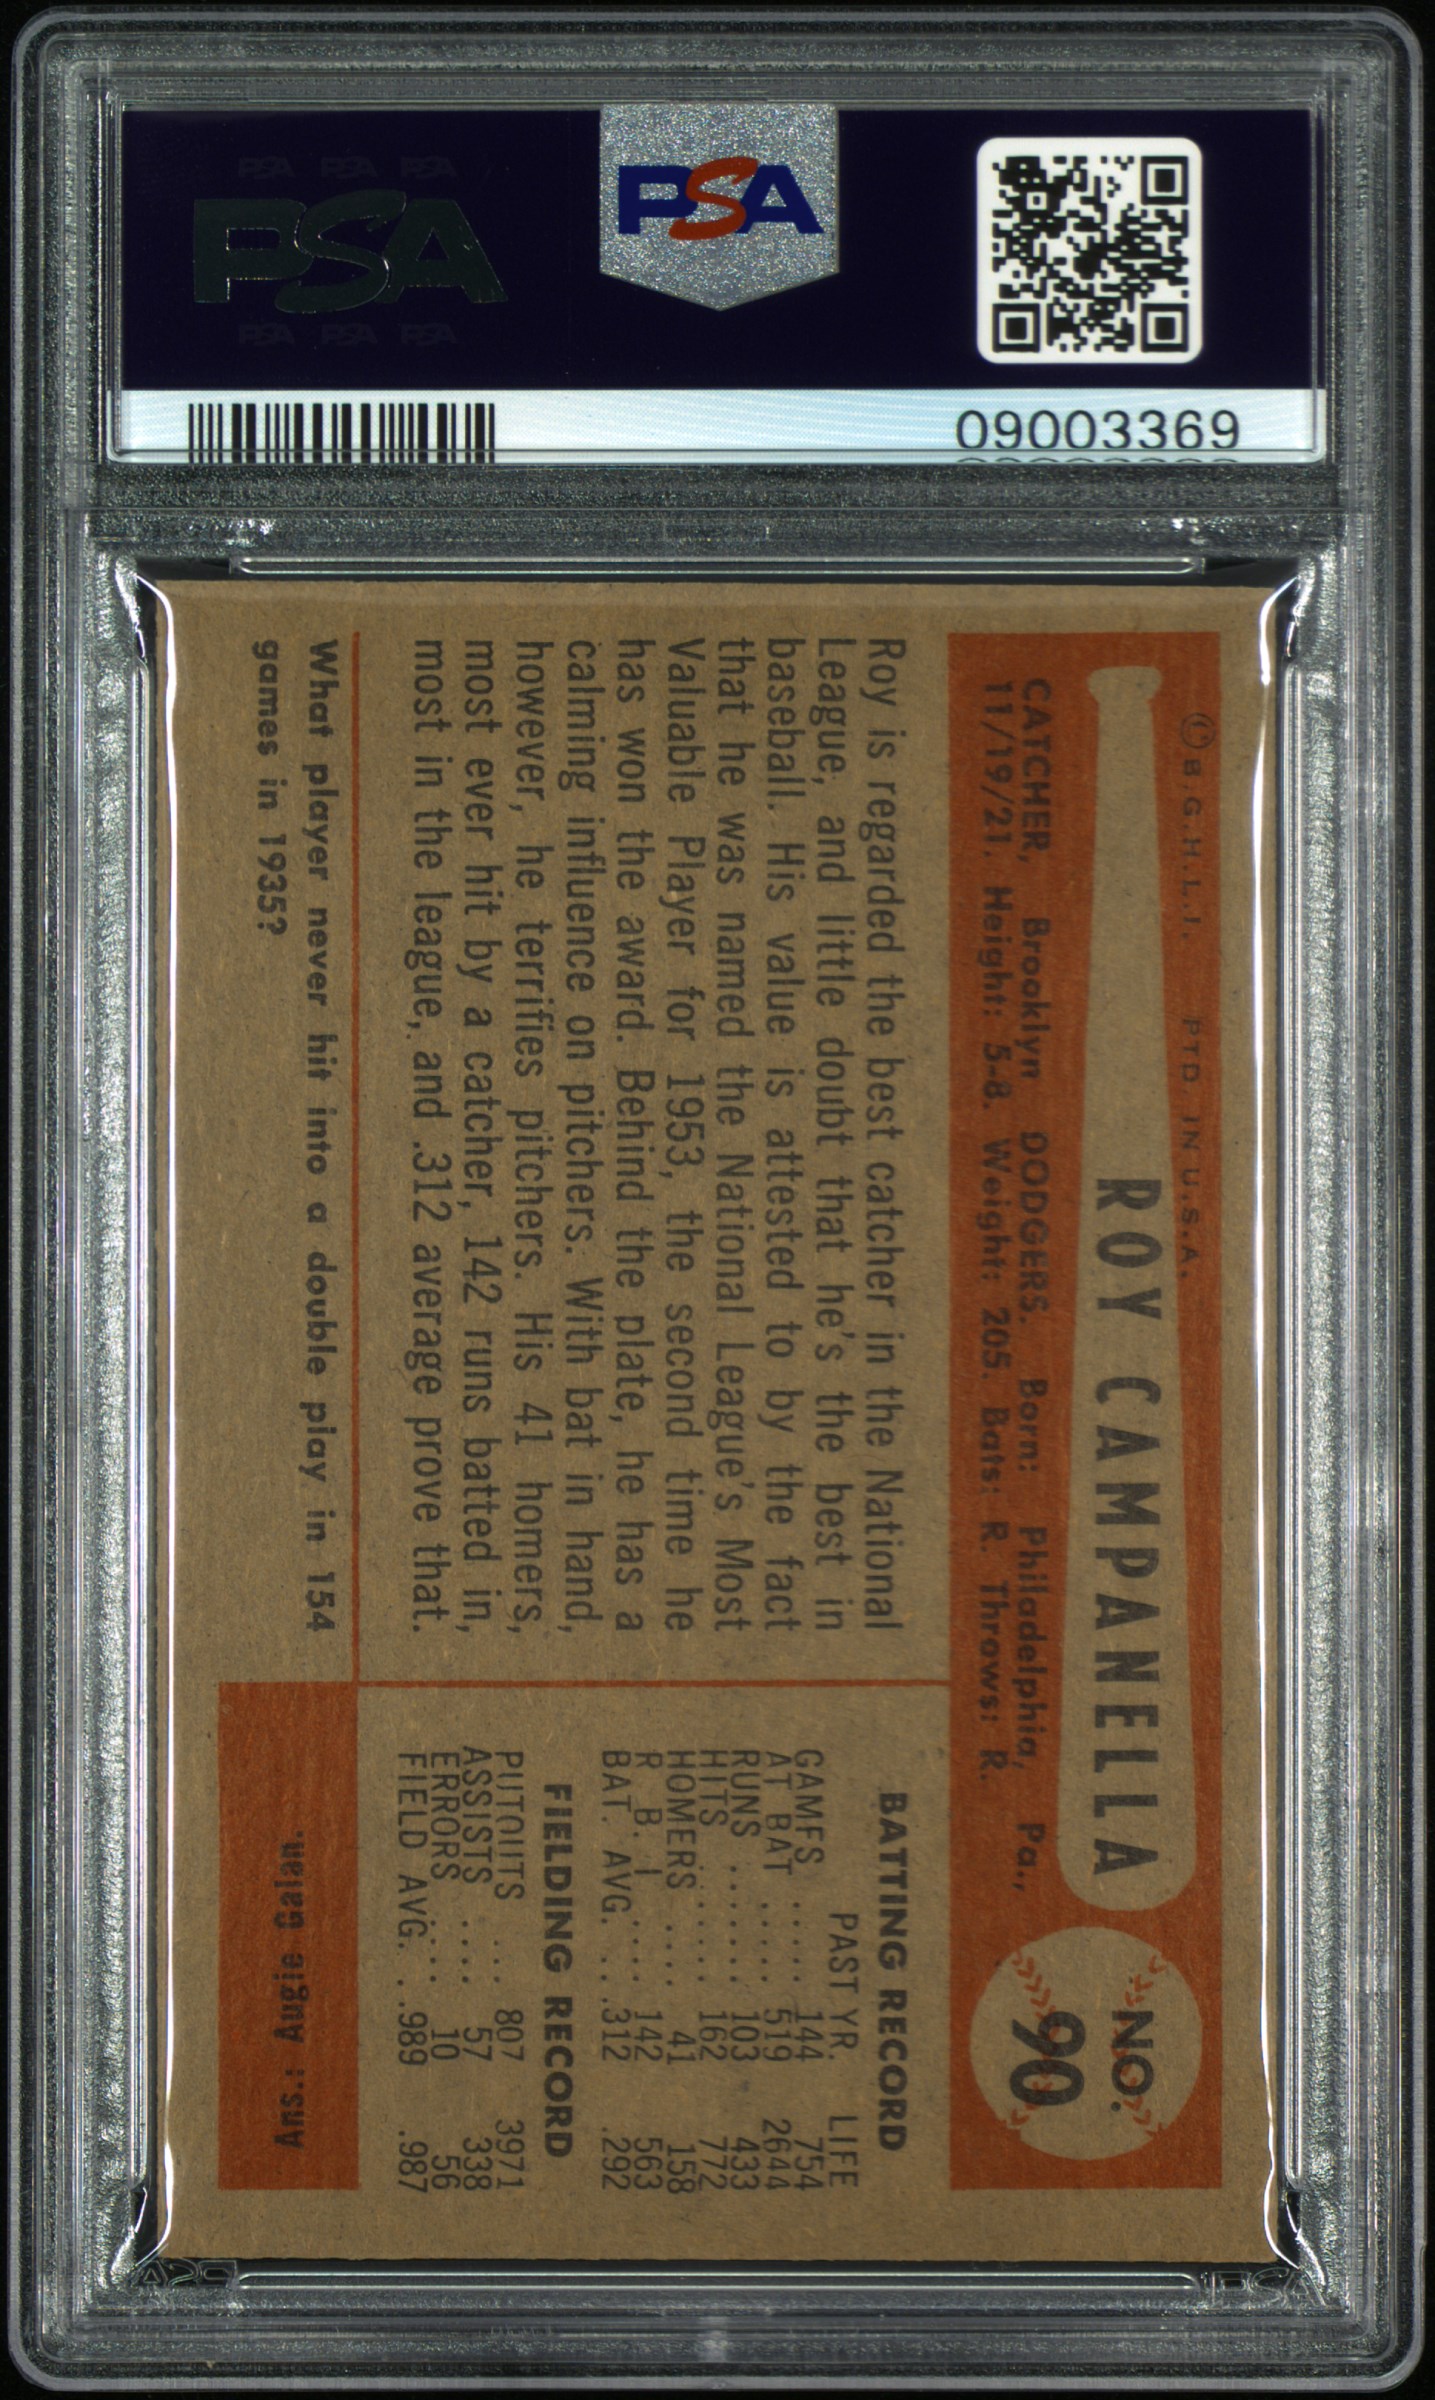 PSA PSA PSA
PSA
PSA PSA PSA
PSA
09003369
© B.G.H.L.I. PTD. IN U.S.A.
ROY CAMPANELLA
NO.
90
CATCHER, Brooklyn DODGERS. Born: Philadelphia, Pa.,
11/19/21. Height: 5-8. Weight: 205. Bats: R. Throws: R.
Roy is regarded the best catcher in the National
League, and little doubt that he's the best in
baseball. His value is attested to by the fact
that he was named the National League's Most
Valuable Player for 1953, the second time he
has won the award. Behind the plate, he has a
calming influence on pitchers. With bat in hand,
however, he terrifies pitchers. His 41 homers,
most ever hit by a catcher, 142 runs batted in,
most in the league, and .312 average prove that.
BATTING RECORD
PAST YR. LIFE
GAMES ..... 144 754
AT BAT ..... 519 2644
RUNS ...... 103 433
HITS ...... 162 772
HOMERS .... 41 158
R. B. I. .... 142 563
BAT. AVG. .. .312 .292
FIELDING RECORD
PUTOUTS ... 807 3971
ASSISTS .... 57 338
ERRORS .... 10 56
FIELD AVG. . .989 .987
What player never hit into a double play in 154
games in 1935?
Ans.: Augie Galan.
PSA
PSA